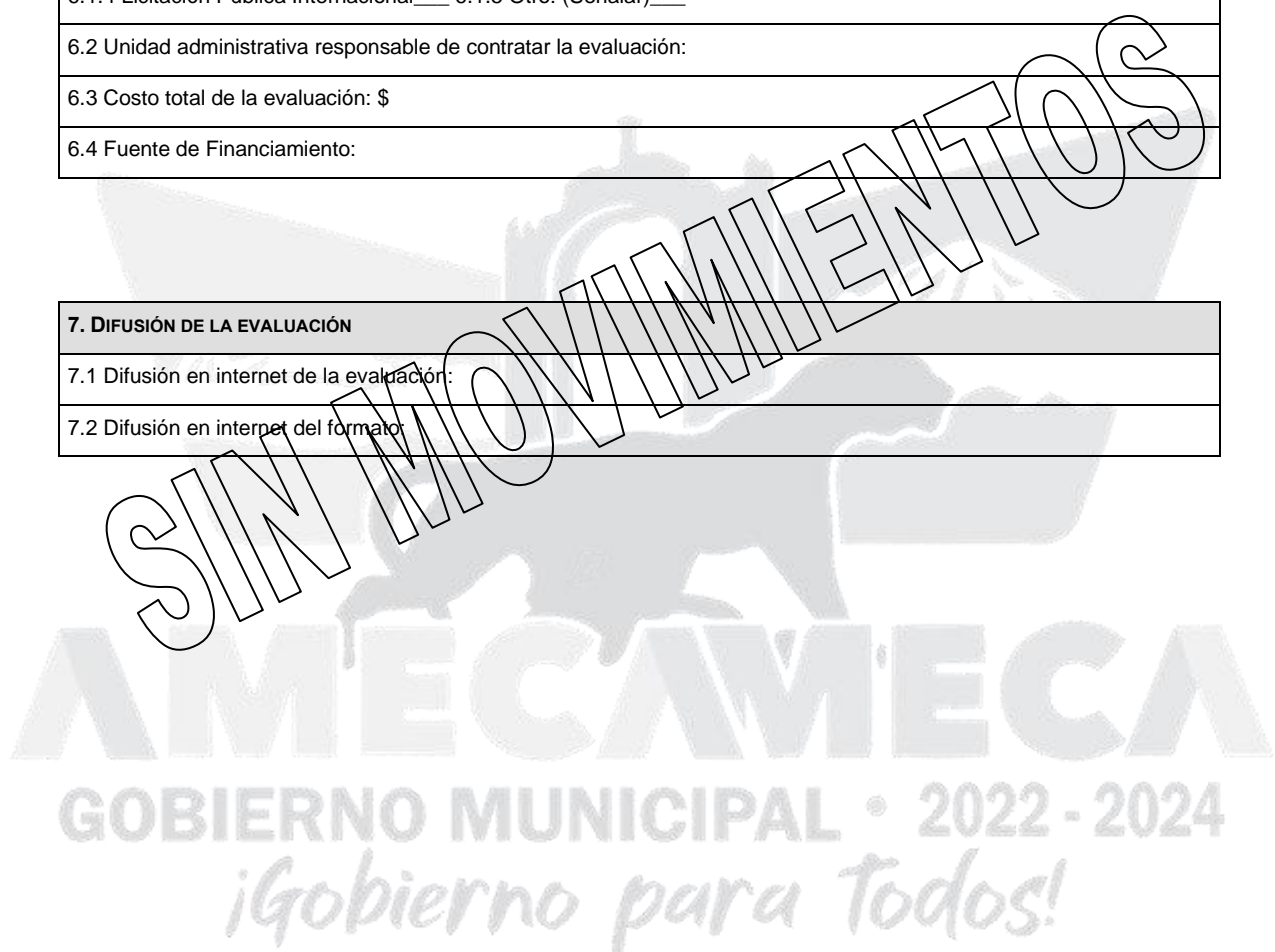 6.1.4 Licitación Pública Internacional___ 6.1.5 Otro: (Señalar)___
6.2 Unidad administrativa responsable de contratar la evaluación:
6.3 Costo total de la evaluación: $
6.4 Fuente de Financiamiento:
7. DIFUSIÓN DE LA EVALUACIÓN
7.1 Difusión en internet de la evaluación:
7.2 Difusión en internet del formato:
SIN MOVIMIENTOS
AMECAMECA
GOBIERNO MUNICIPAL • 2022 - 2024
¡Gobierno para Todos!